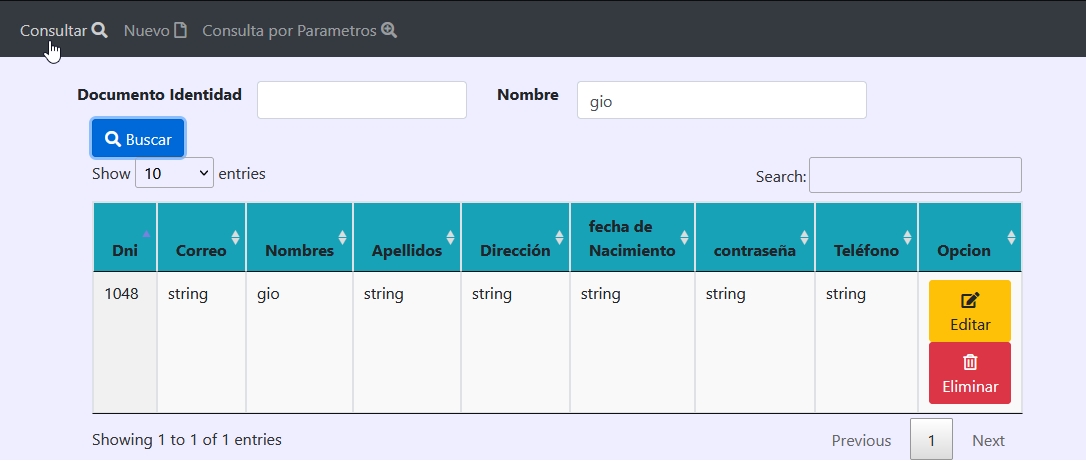 Consultar Nuevo Consulta por Parametros
Documento Identidad Nombre gio
Buscar
Show 10 entries Search:
Dni Correo Nombres Apellidos Dirección fecha de Nacimiento contraseña Teléfono Opcion
1048 string gio string string string string string Editar
Eliminar
Showing 1 to 1 of 1 entries Previous 1 Next